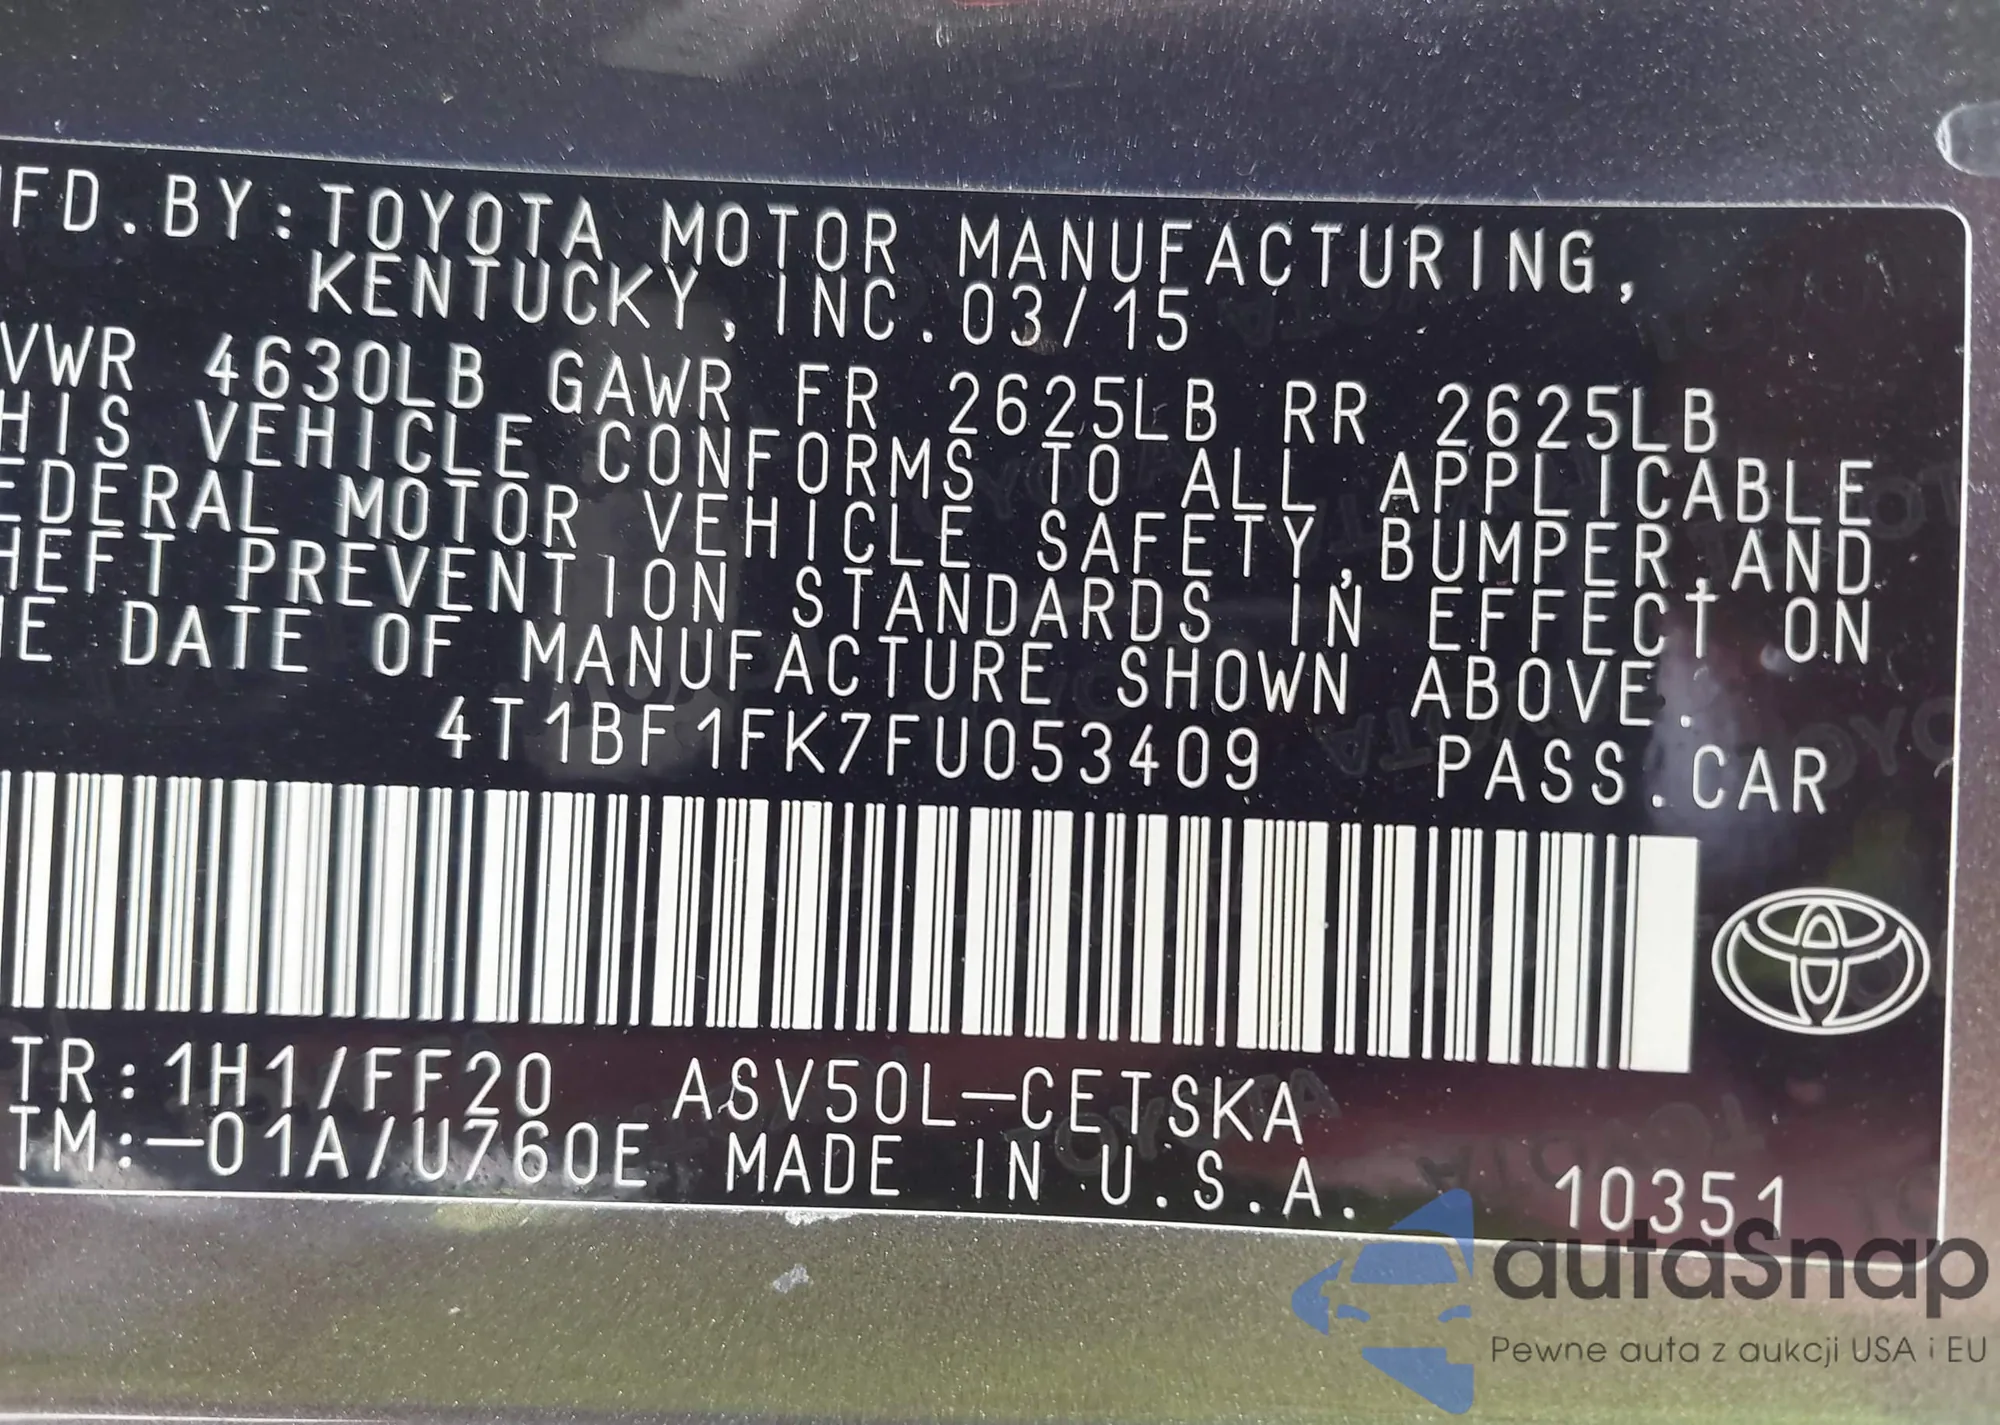 MFD.BY:TOYOTA MOTOR MANUFACTURING,
KENTUCKY, INC.03/15
VWR 4630LB GAWR FR 2625LB RR 2625LB
HIS VEHICLE CONFORMS TO ALL APPLICABLE
EDERAL MOTOR VEHICLE SAFETY,BUMPER,AND
HEFT PREVENTION STANDARDS IN EFFECT ON
HE DATE OF MANUFACTURE SHOWN ABOVE.
4T1BF1FK7FU053409 PASS.CAR
TR:1H1/FF20 ASV50L-CETSKA
TM:-01A/U760E MADE IN U.S.A. 10351
autaSnap
Pewne auta z aukcji USA i EU